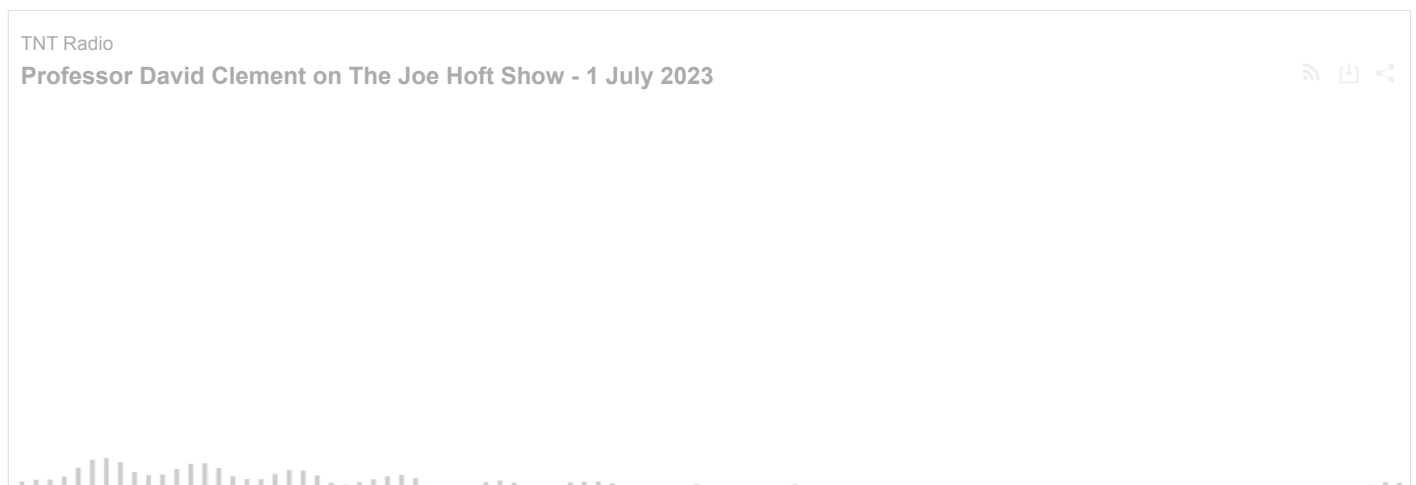 TNT Radio
Professor David Clement on The Joe Hoft Show - 1 July 2023